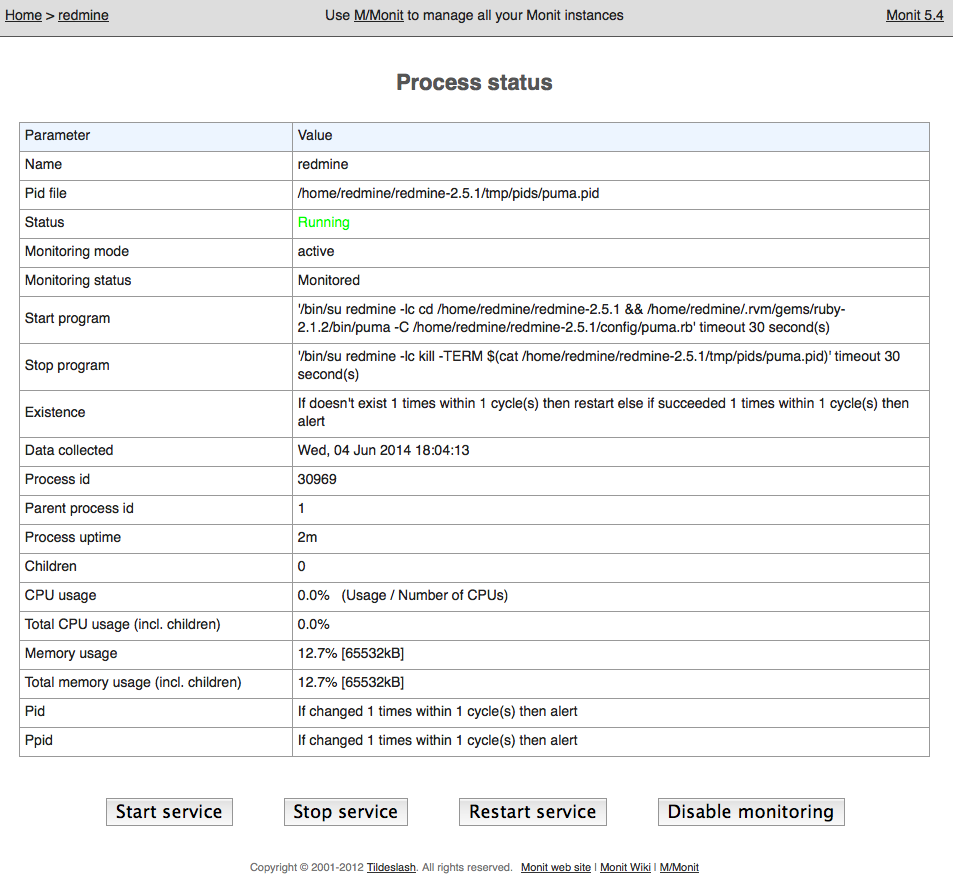 Home > redmine Use M/Monit to manage all your Monit instances Monit 5.4
Process status
Parameter Value
Name redmine
Pid file /home/redmine/redmine-2.5.1/tmp/pids/puma.pid
Status Running
Monitoring mode active
Monitoring status Monitored
Start program '/bin/su redmine -lc cd /home/redmine/redmine-2.5.1 && /home/redmine/.rvm/gems/ruby-
2.1.2/bin/puma -C /home/redmine/redmine-2.5.1/config/puma.rb' timeout 30 second(s)
Stop program '/bin/su redmine -lc kill -TERM $(cat /home/redmine/redmine-2.5.1/tmp/pids/puma.pid)' timeout 30
second(s)
Existence If doesn't exist 1 times within 1 cycle(s) then restart else if succeeded 1 times within 1 cycle(s) then
alert
Data collected Wed, 04 Jun 2014 18:04:13
Process id 30969
Parent process id 1
Process uptime 2m
Children 0
CPU usage 0.0% (Usage / Number of CPUs)
Total CPU usage (incl. children) 0.0%
Memory usage 12.7% [65532kB]
Total memory usage (incl. children) 12.7% [65532kB]
Pid If changed 1 times within 1 cycle(s) then alert
Ppid If changed 1 times within 1 cycle(s) then alert
Start service Stop service Restart service Disable monitoring
Copyright © 2001-2012 Tildeslash. All rights reserved. Monit web site | Monit Wiki | M/Monit